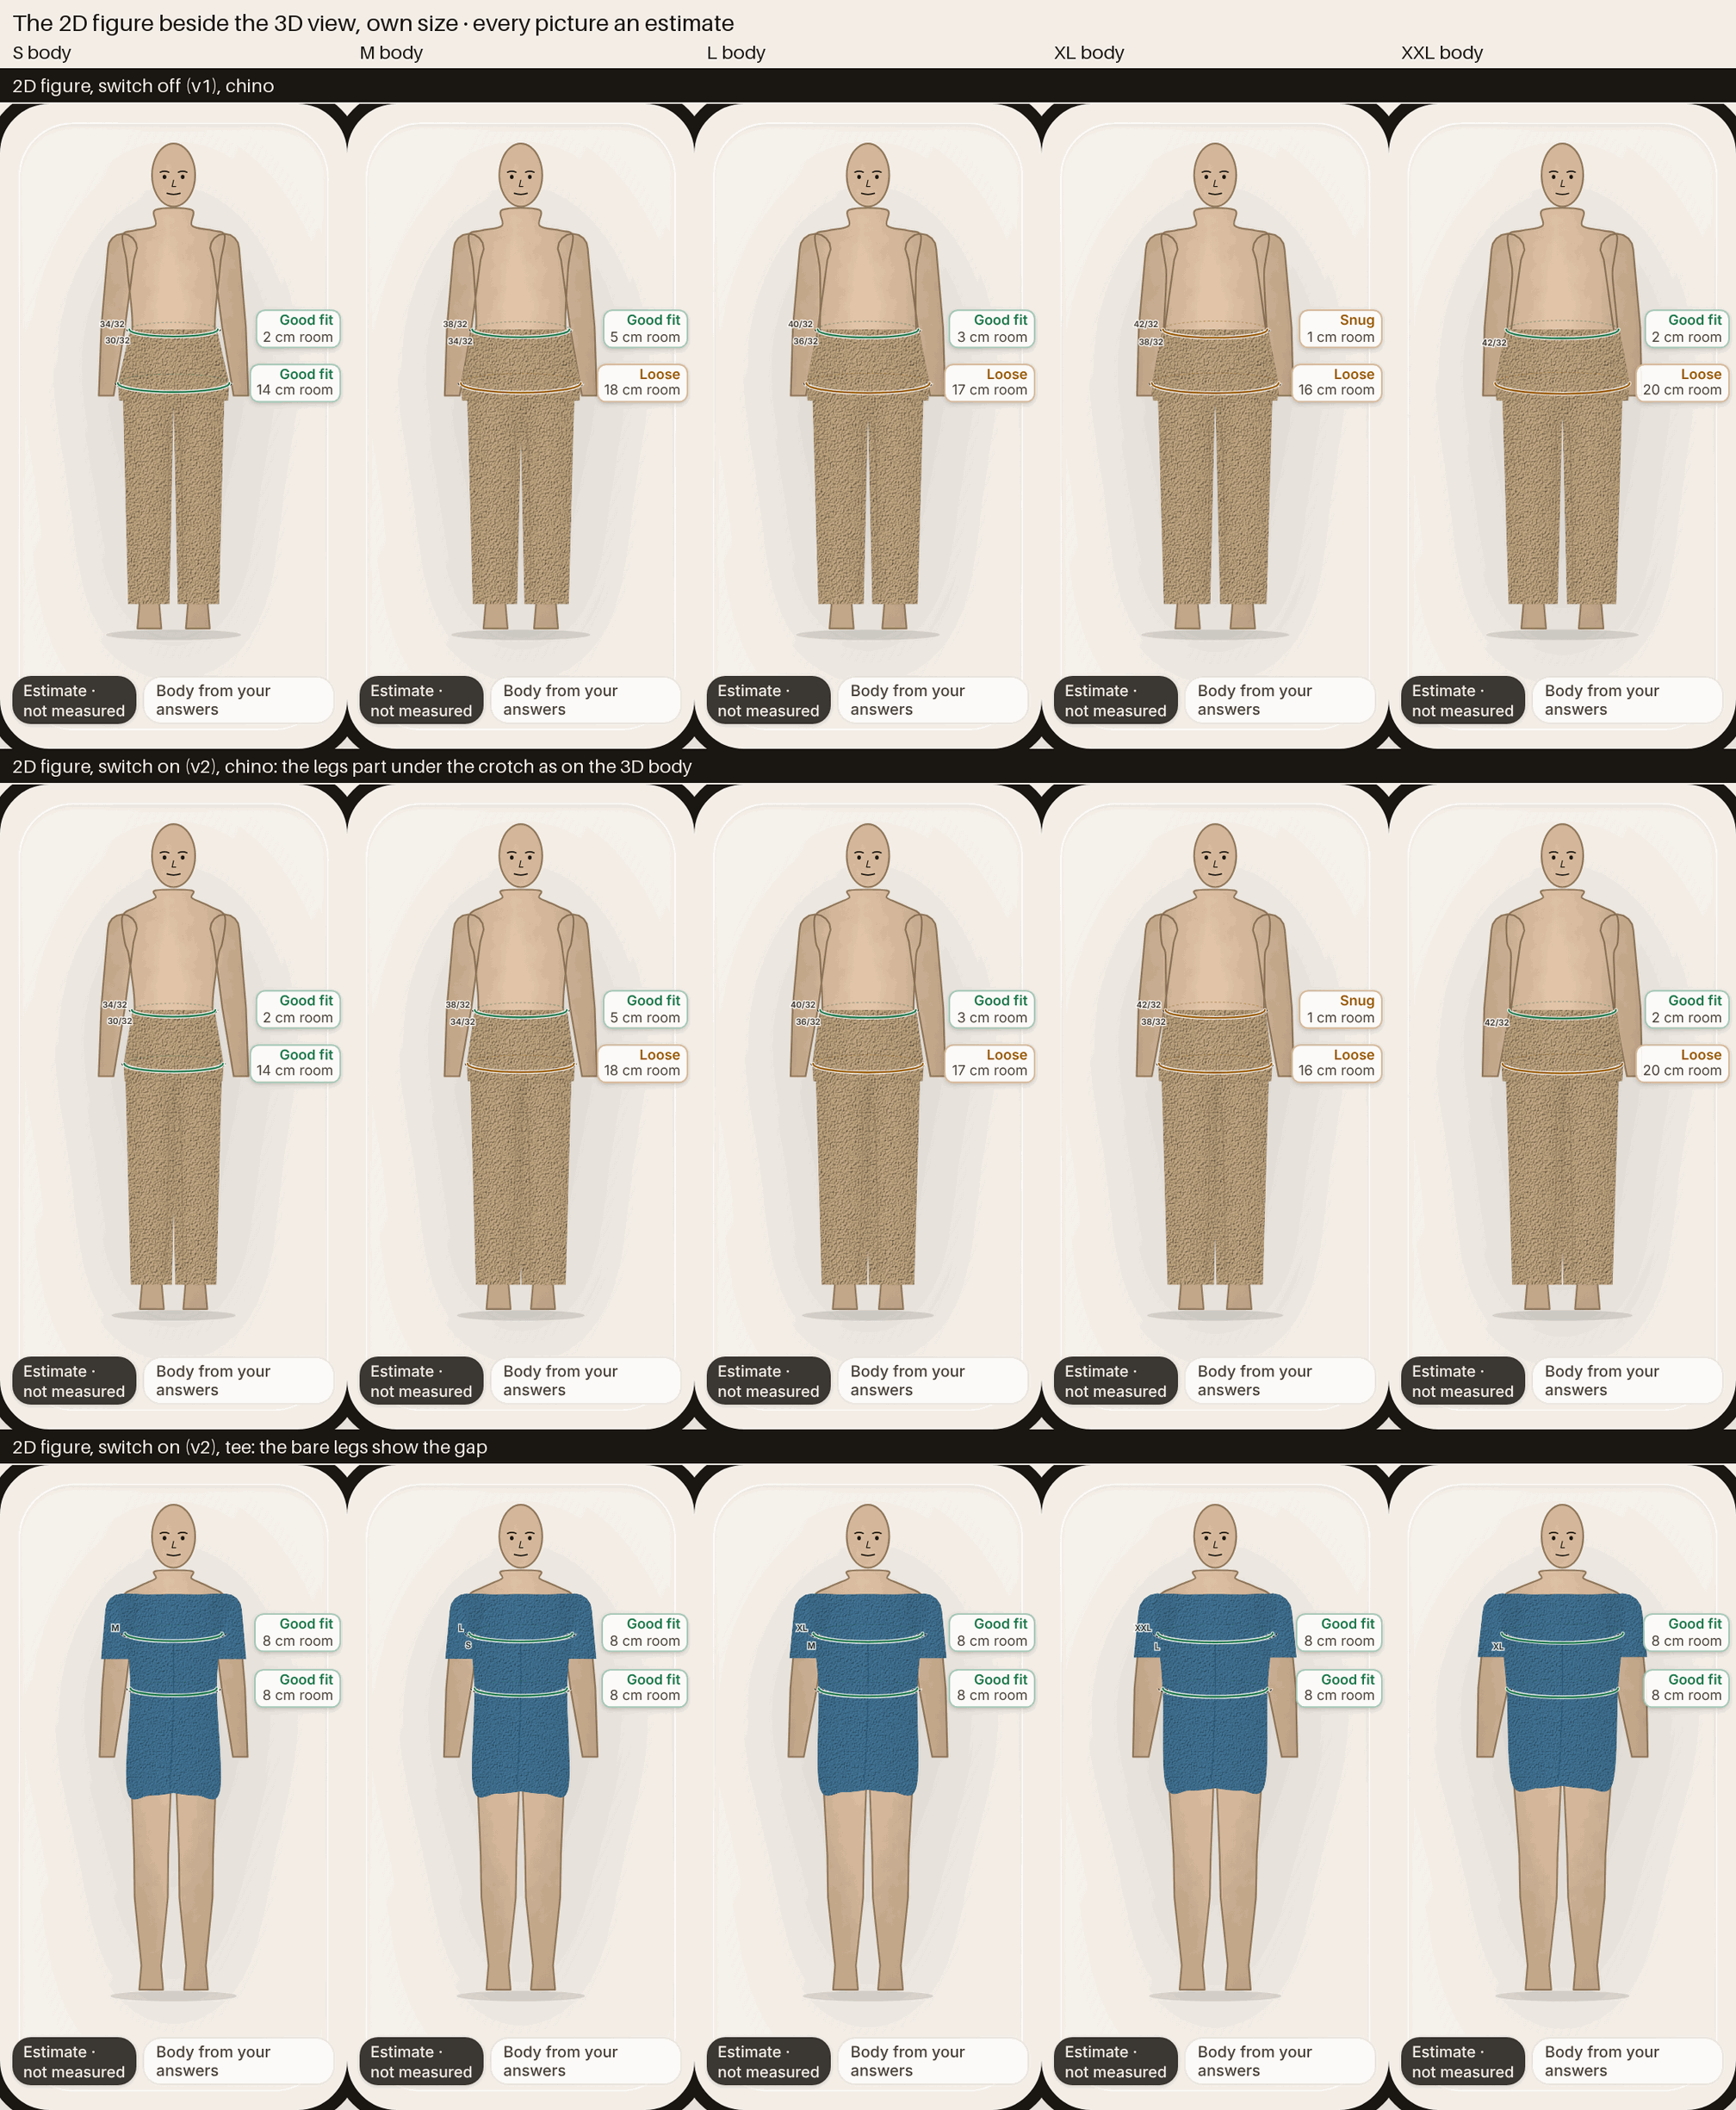 The 2D figure beside the 3D view, own size · every picture an estimate
S body
M body
L body
XL body
XXL body
2D figure, switch off (v1), chino
34/32
30/32
Good fit
2 cm room
Good fit
14 cm room
Estimate ·
not measured
Body from your
answers
38/32
34/32
Good fit
5 cm room
Loose
18 cm room
Estimate ·
not measured
Body from your
answers
40/32
36/32
Good fit
3 cm room
Loose
17 cm room
Estimate ·
not measured
Body from your
answers
42/32
38/32
Snug
1 cm room
Loose
16 cm room
Estimate ·
not measured
Body from your
answers
42/32
Good fit
2 cm room
Loose
20 cm room
Estimate ·
not measured
Body from your
answers
2D figure, switch on (v2), chino: the legs part under the crotch as on the 3D body
34/32
30/32
Good fit
2 cm room
Good fit
14 cm room
Estimate ·
not measured
Body from your
answers
38/32
34/32
Good fit
5 cm room
Loose
18 cm room
Estimate ·
not measured
Body from your
answers
40/32
36/32
Good fit
3 cm room
Loose
17 cm room
Estimate ·
not measured
Body from your
answers
42/32
38/32
Snug
1 cm room
Loose
16 cm room
Estimate ·
not measured
Body from your
answers
42/32
Good fit
2 cm room
Loose
20 cm room
Estimate ·
not measured
Body from your
answers
2D figure, switch on (v2), tee: the bare legs show the gap
M
Good fit
8 cm room
Good fit
8 cm room
Estimate ·
not measured
Body from your
answers
L
S
Good fit
8 cm room
Good fit
8 cm room
Estimate ·
not measured
Body from your
answers
XL
M
Good fit
8 cm room
Good fit
8 cm room
Estimate ·
not measured
Body from your
answers
XXL
L
Good fit
8 cm room
Good fit
8 cm room
Estimate ·
not measured
Body from your
answers
XL
Good fit
8 cm room
Good fit
8 cm room
Estimate ·
not measured
Body from your
answers